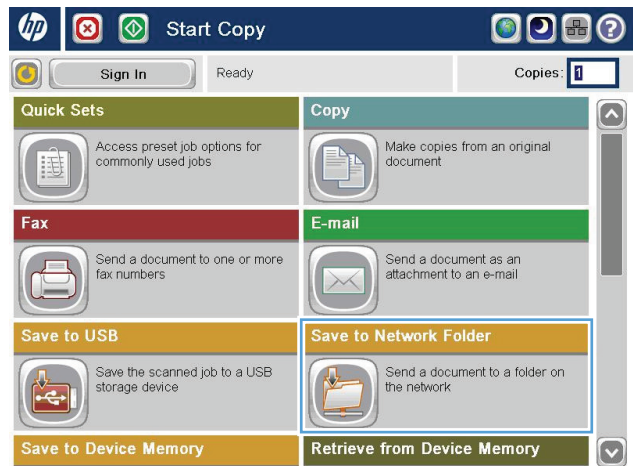 hp Start Copy
Sign In Ready Copies: 1
Quick Sets
Access preset job options for
commonly used jobs
Copy
Make copies from an original
document
Fax
Send a document to one or more
fax numbers
E-mail
Send a document as an
attachment to an e-mail
Save to USB
Save the scanned job to a USB
storage device
Save to Network Folder
Send a document to a folder on
the network
Save to Device Memory
Retrieve from Device Memory